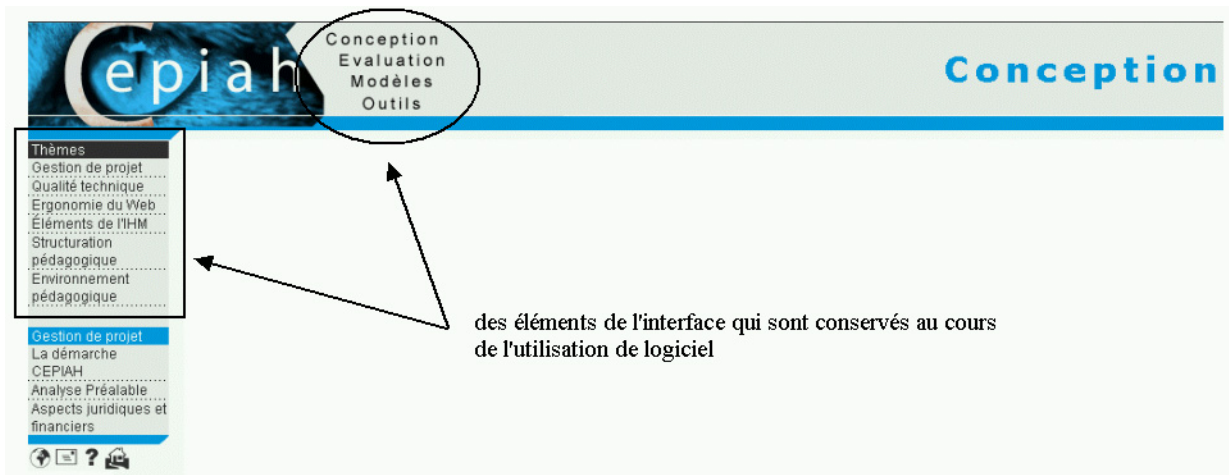 Cepiah
Conception
Evaluation
Modèles
Outils
Conception
Thèmes
Gestion de projet
Qualité technique
Ergonomie du Web
Éléments de l'IHM
Structuration
pédagogique
Environnement
pédagogique
Gestion de projet
La démarche
CEPIAH
Analyse Préalable
Aspects juridiques et
financiers
?
des éléments de l'interface qui sont conservés au cours
de l'utilisation de logiciel